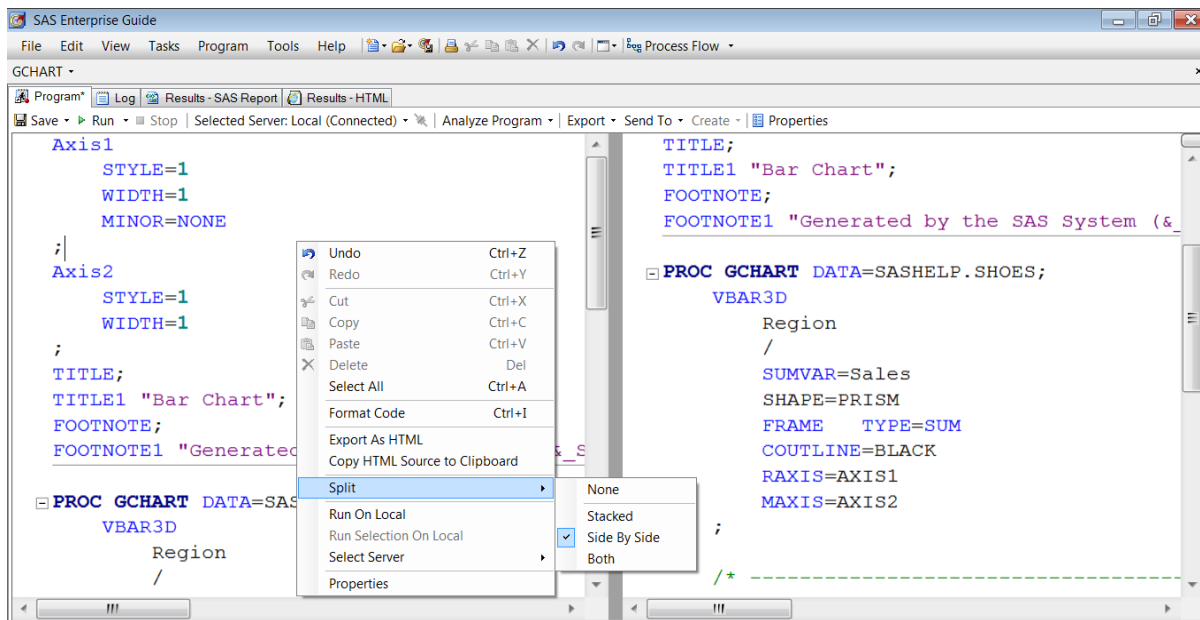 SAS Enterprise Guide
File Edit View Tasks Program Tools Help Process Flow
GCHART
Program* Log Results - SAS Report Results - HTML
Save Run Stop Selected Server: Local (Connected) Analyze Program Export Send To Create Properties
Axis1
STYLE=1
WIDTH=1
MINOR=NONE
;
Axis2
STYLE=1
WIDTH=1
;
TITLE;
TITLE1 "Bar Chart";
FOOTNOTE;
FOOTNOTE1 "Generated &_S
PROC GCHART DATA=SAS
VBAR3D
Region
/
Undo Ctrl+Z
Redo Ctrl+Y
Cut Ctrl+X
Copy Ctrl+C
Paste Ctrl+V
Delete Del
Select All Ctrl+A
Format Code Ctrl+I
Export As HTML
Copy HTML Source to Clipboard
Split
Run On Local
Run Selection On Local
Select Server
Properties
None
Stacked
Side By Side
Both
TITLE;
TITLE1 "Bar Chart";
FOOTNOTE;
FOOTNOTE1 "Generated by the SAS System (&_
PROC GCHART DATA=SASHELP.SHOES;
VBAR3D
Region
/
SUMVAR=Sales
SHAPE=PRISM
FRAME TYPE=SUM
COUTLINE=BLACK
RAXIS=AXIS1
MAXIS=AXIS2
;
/* -----------------------------------